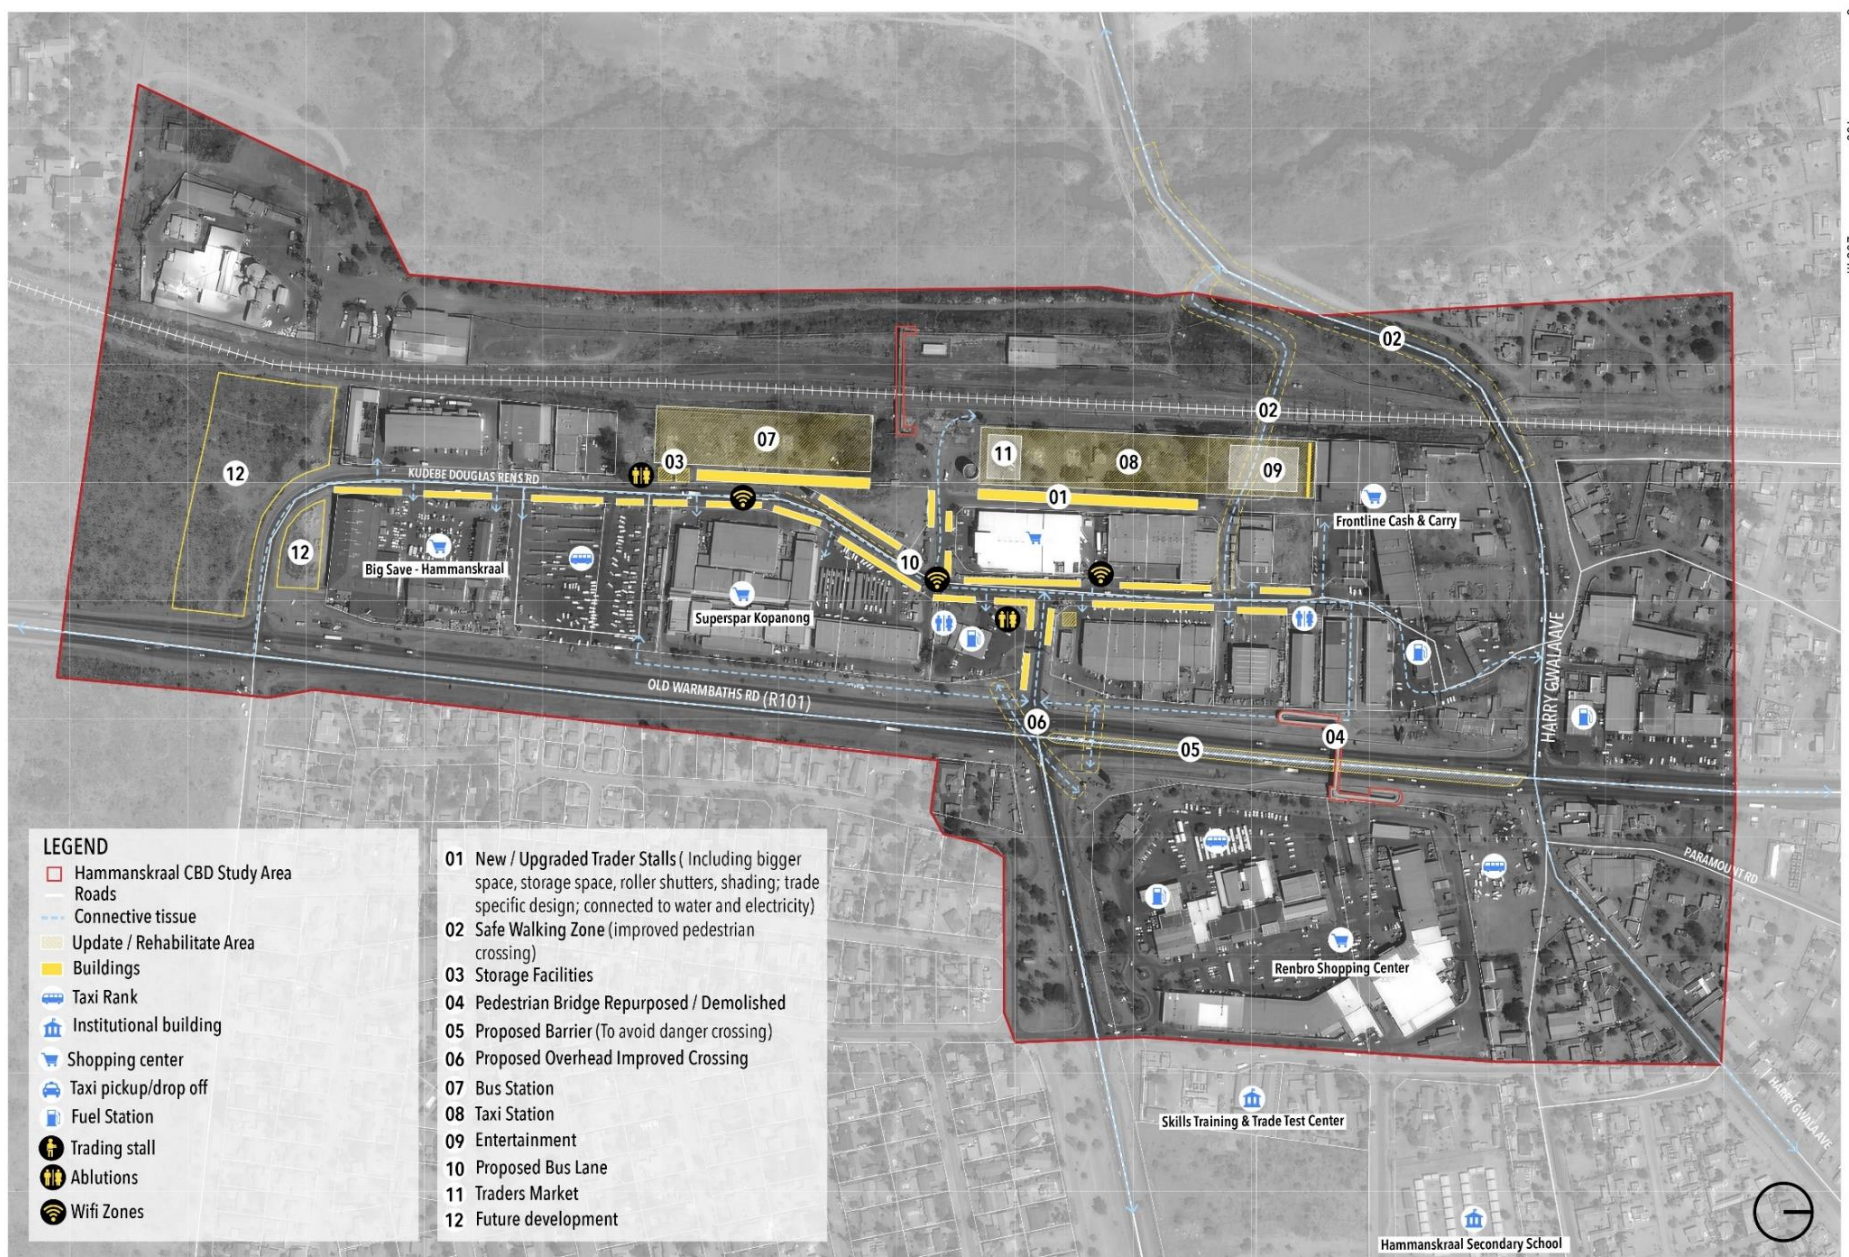 02
02
07
11
08
09
03
12
KUDEBE DOUGLAS RENS RD
01
Frontline Cash & Carry
12
10
Big Save - Hammanskraal
Superspar Kopanong
HARRY GWALAAVE
OLD WARMBATHS RD (R101)
06
04
05
PARAMOUNT RD
Renbro Shopping Center
Skills Training & Trade Test Center
HARRY GWALAAVE
Hammanskraal Secondary School
LEGEND
Hammanskraal CBD Study Area
Roads
Connective tissue
Update / Rehabilitate Area
Buildings
Taxi Rank
Institutional building
Shopping center
Taxi pickup/drop off
Fuel Station
Trading stall
Ablutions
Wifi Zones
01 New / Upgraded Trader Stalls ( Including bigger
space, storage space, roller shutters, shading; trade
specific design; connected to water and electricity)
02 Safe Walking Zone (improved pedestrian
crossing)
03 Storage Facilities
04 Pedestrian Bridge Repurposed / Demolished
05 Proposed Barrier (To avoid danger crossing)
06 Proposed Overhead Improved Crossing
07 Bus Station
08 Taxi Station
09 Entertainment
10 Proposed Bus Lane
11 Traders Market
12 Future development